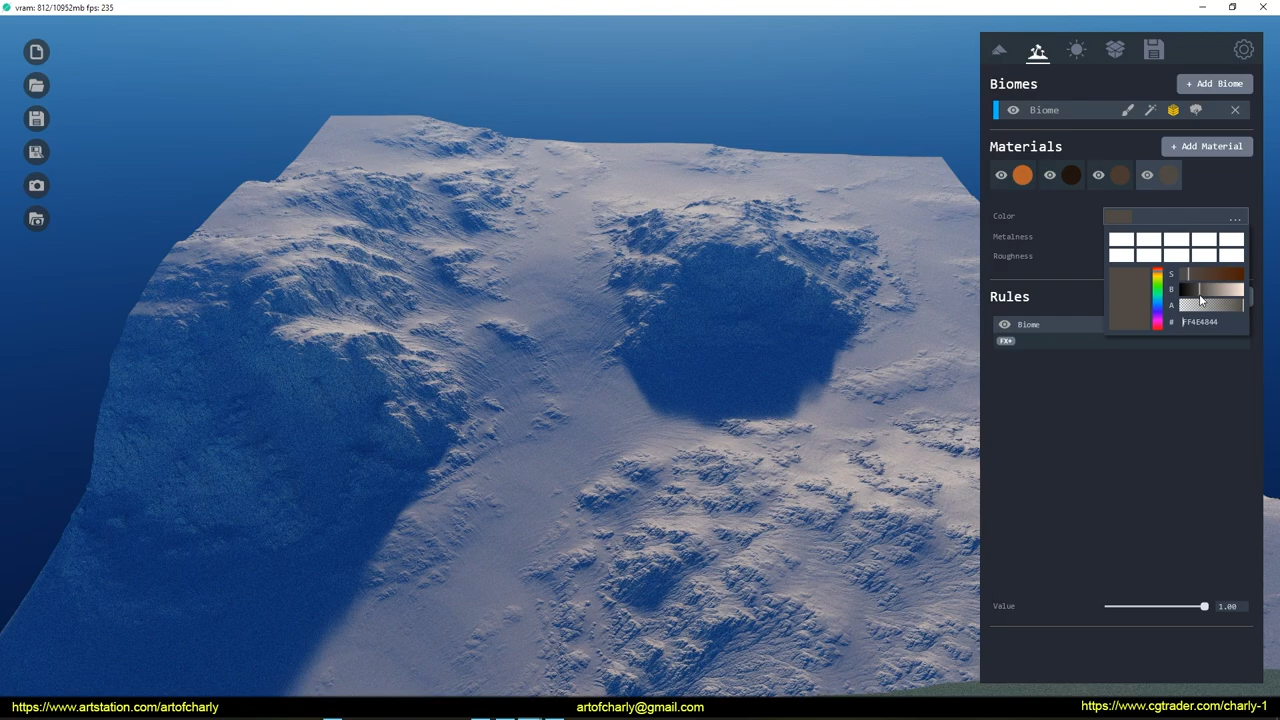 vram: 812/10952mb fps: 235
Biomes
+ Add Biome
Biome
Materials
+ Add Material
Color
...
Metalness
Roughness
S
B
A
# FF4E4844
Rules
Biome
FX+
Value
1.00
https://www.artstation.com/artofcharly
artofcharly@gmail.com
https://www.cgtrader.com/charly-1